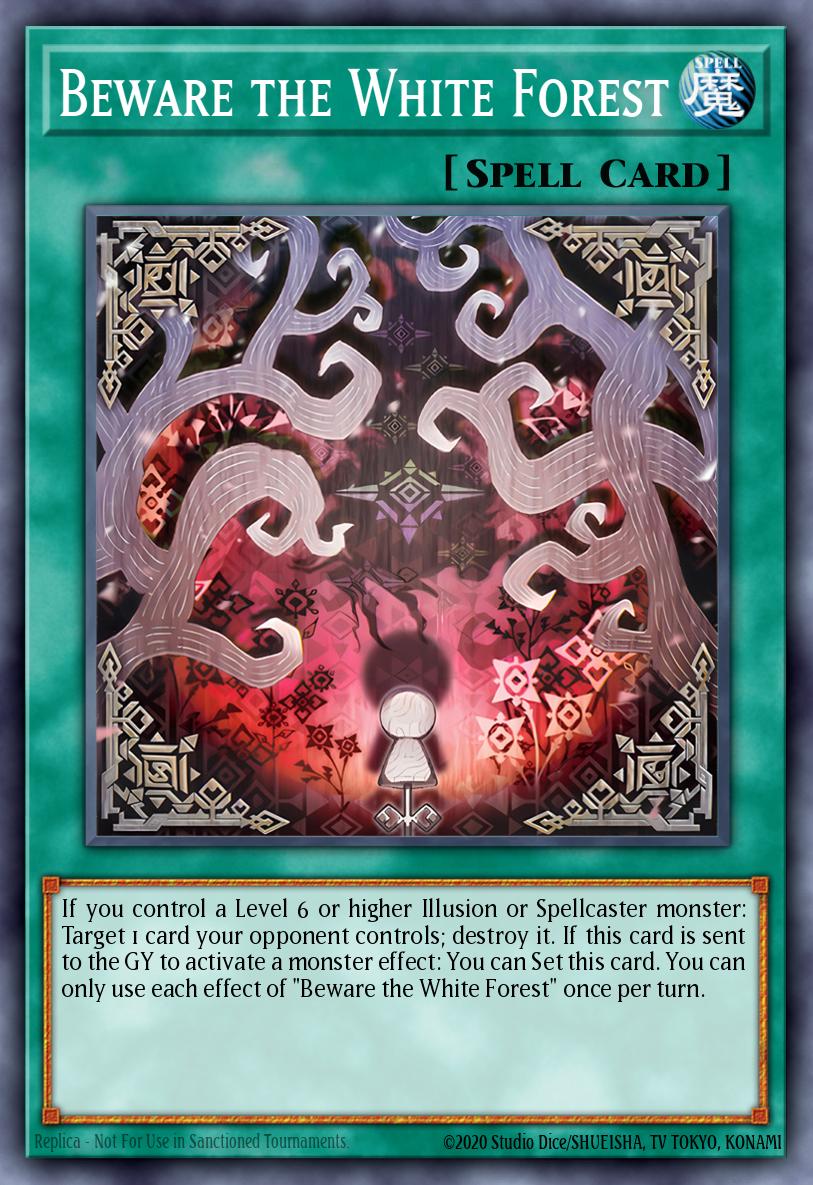 Beware the White Forest
SPELL
魔
[ Spell Card ]
If you control a Level 6 or higher Illusion or Spellcaster monster:
Target 1 card your opponent controls; destroy it. If this card is sent
to the GY to activate a monster effect: You can Set this card. You can
only use each effect of "Beware the White Forest" once per turn.
Replica - Not For Use in Sanctioned Tournaments.
©2020 Studio Dice/SHUEISHA, TV TOKYO, KONAMI